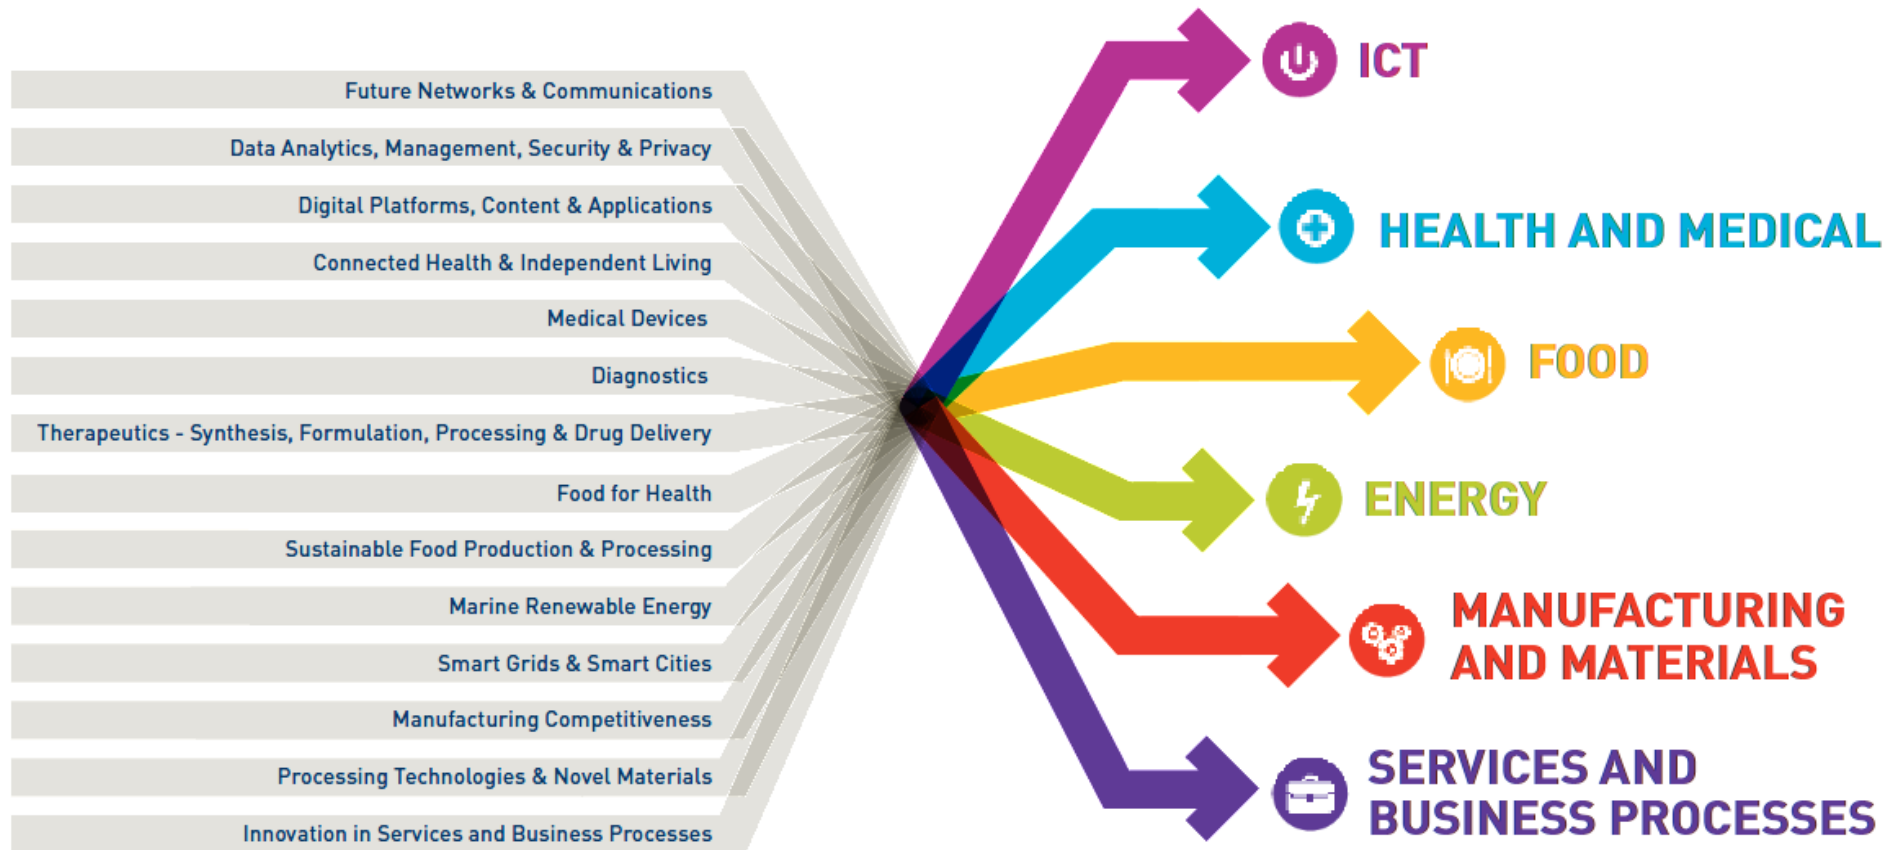 Future Networks & Communications
Data Analytics, Management, Security & Privacy
Digital Platforms, Content & Applications
Connected Health & Independent Living
Medical Devices
Diagnostics
Therapeutics - Synthesis, Formulation, Processing & Drug Delivery
Food for Health
Sustainable Food Production & Processing
Marine Renewable Energy
Smart Grids & Smart Cities
Manufacturing Competitiveness
Processing Technologies & Novel Materials
Innovation in Services and Business Processes
ICT
HEALTH AND MEDICAL
FOOD
ENERGY
MANUFACTURING
AND MATERIALS
SERVICES AND
BUSINESS PROCESSES